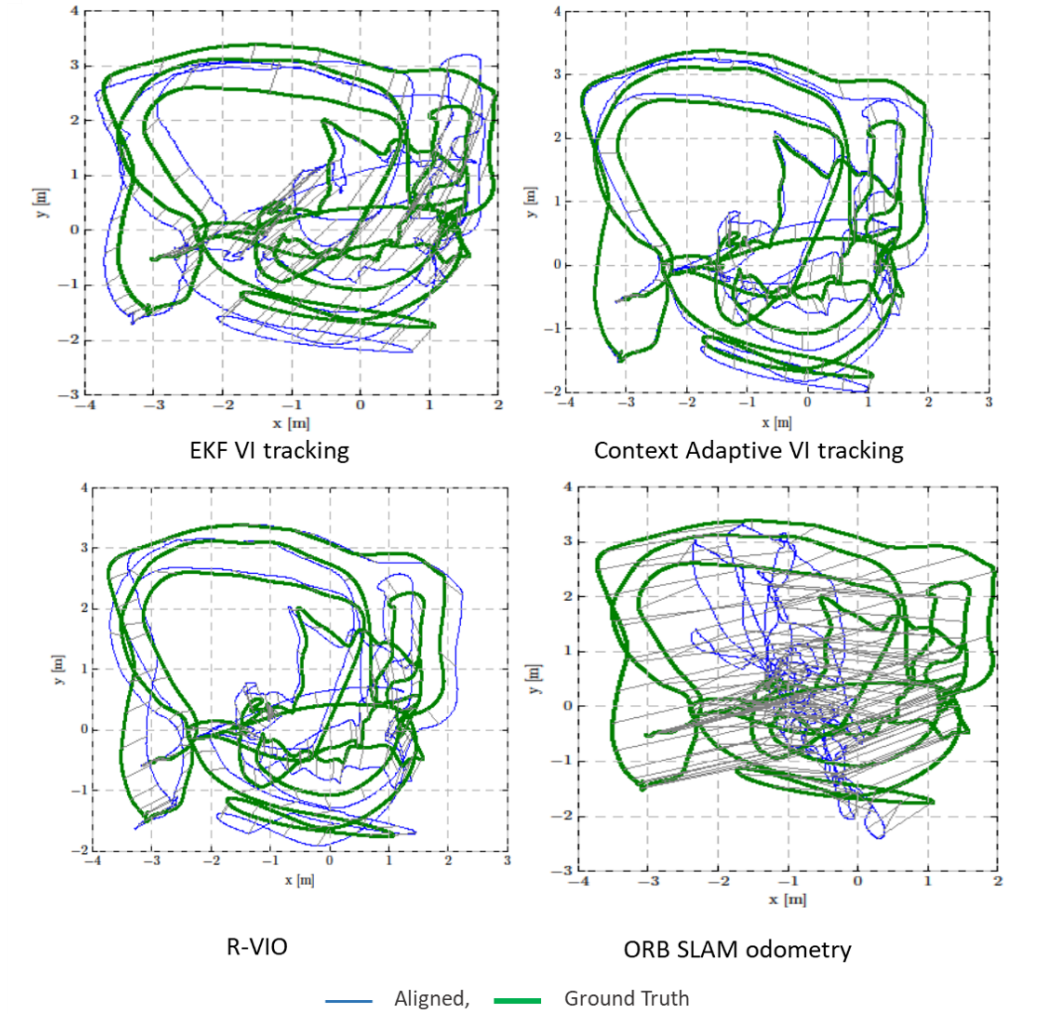 4
3
2
1
0
−1
−2
−3
y [m]
−4 −3 −2 −1 0 1 2
x [m]
EKF VI tracking
4
3
2
1
0
−1
−2
y [m]
−4 −3 −2 −1 0 1 2 3
x [m]
Context Adaptive VI tracking
4
3
2
1
0
−1
−2
y [m]
−4 −3 −2 −1 0 1 2 3
x [m]
R-VIO
4
3
2
1
0
−1
−2
−3
y [m]
−4 −3 −2 −1 0 1 2
x [m]
ORB SLAM odometry
Aligned, Ground Truth